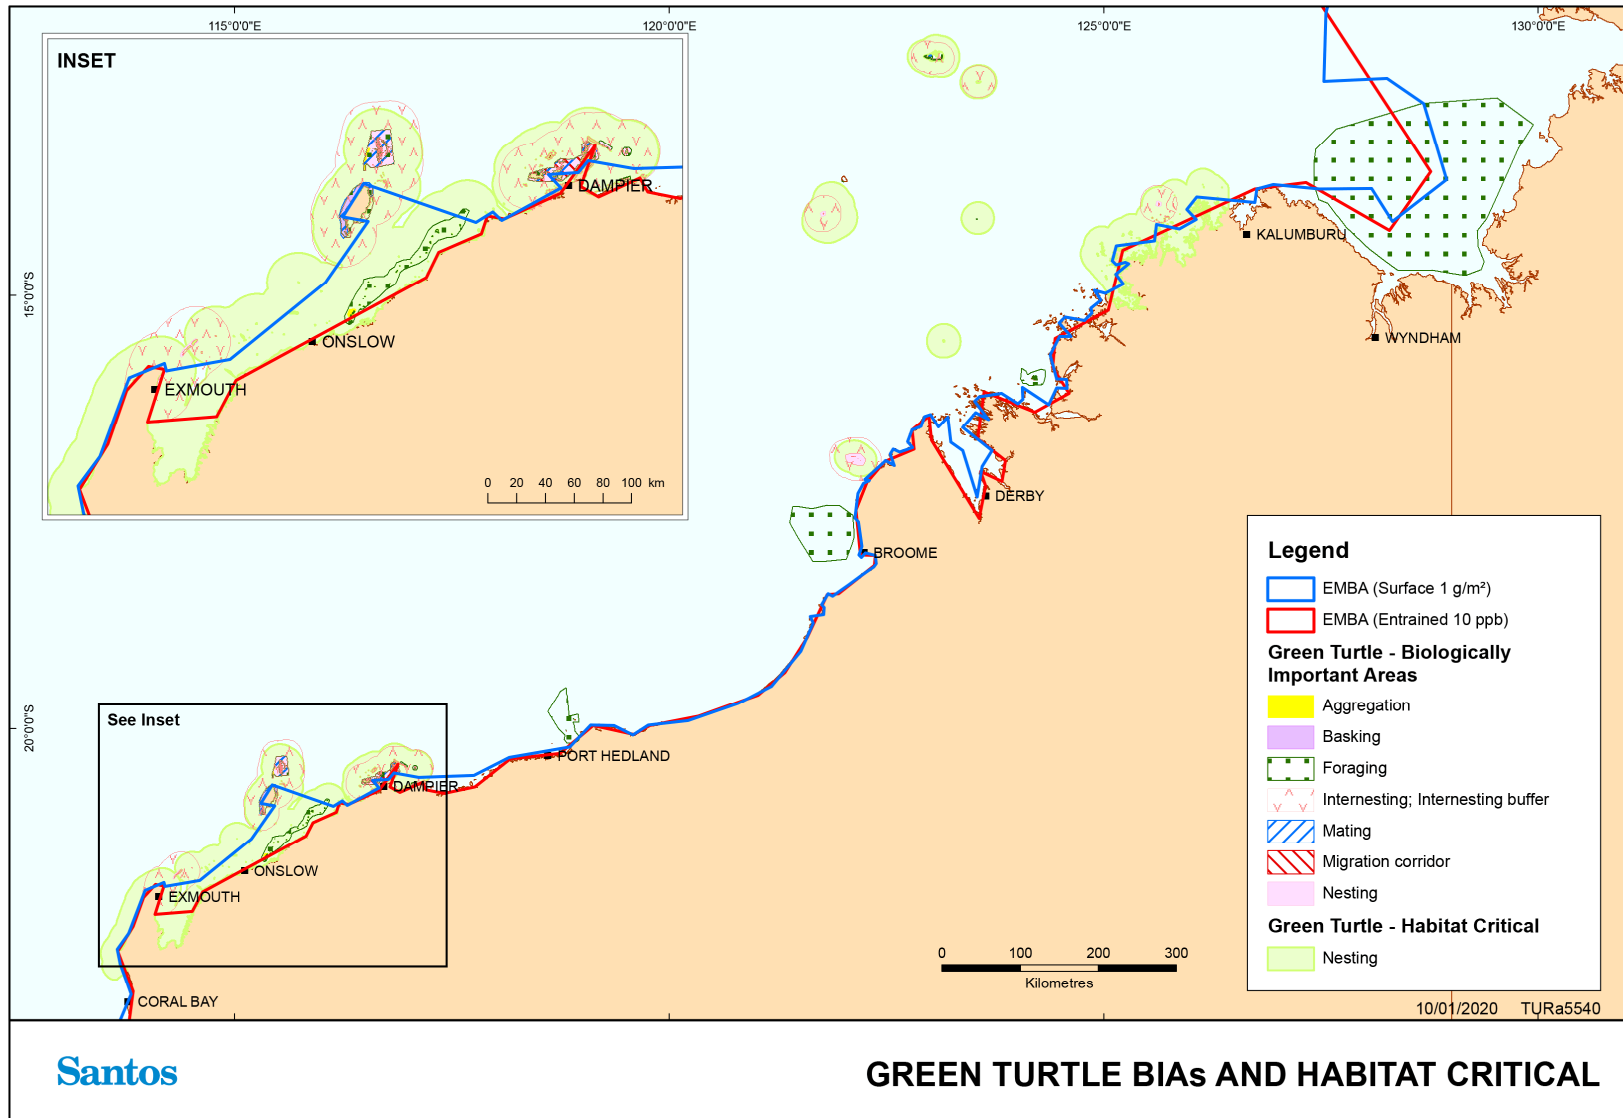 115°0'0"E
120°0'0"E
125°0'0"E
130°0'0"E
INSET
DAMPIER
ONSLOW
EXMOUTH
0 20 40 60 80 100 km
15°0'0"S
20°0'0"S
KALUMBURU
WYNDHAM
DERBY
BROOME
PORT HEDLAND
See Inset
DAMPIER
ONSLOW
EXMOUTH
CORAL BAY
0 100 200 300
Kilometres
Legend
EMBA (Surface 1 g/m²)
EMBA (Entrained 10 ppb)
Green Turtle - Biologically
Important Areas
Aggregation
Basking
Foraging
Internesting; Internesting buffer
Mating
Migration corridor
Nesting
Green Turtle - Habitat Critical
Nesting
10/01/2020 TURa5540
Santos
GREEN TURTLE BIAs AND HABITAT CRITICAL